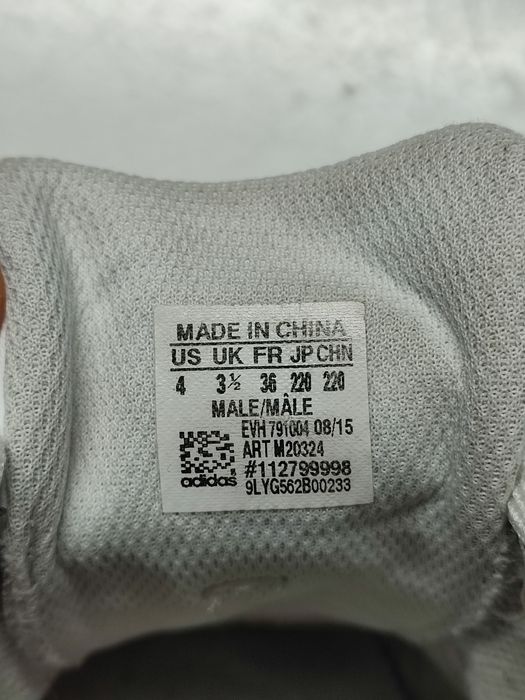 MADE IN CHINA
US UK FR JP CHN
4 3½ 36 220 220
MALE/MÂLE
EVH 791004 08/15
ART M20324
#112799998
adidas 9LYG562B00233